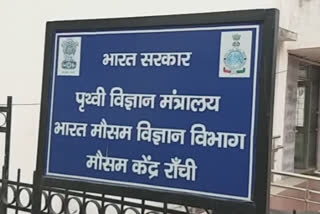 भारत सरकार
पृथ्वी विज्ञान मंत्रालय
भारत मौसम विज्ञान विभाग
मौसम केंद्र राँची